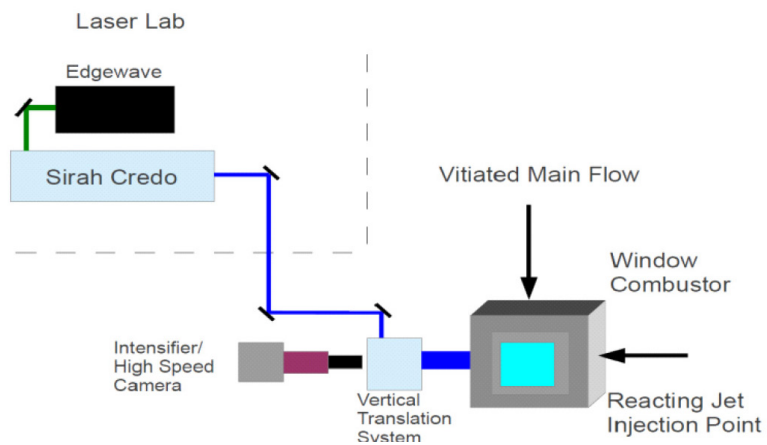 Laser Lab
Edgewave
Sirah Credo
Vitiated Main Flow
Window
Combustor
Intensifier/
High Speed
Camera
Vertical
Translation
System
Reacting Jet
Injection Point